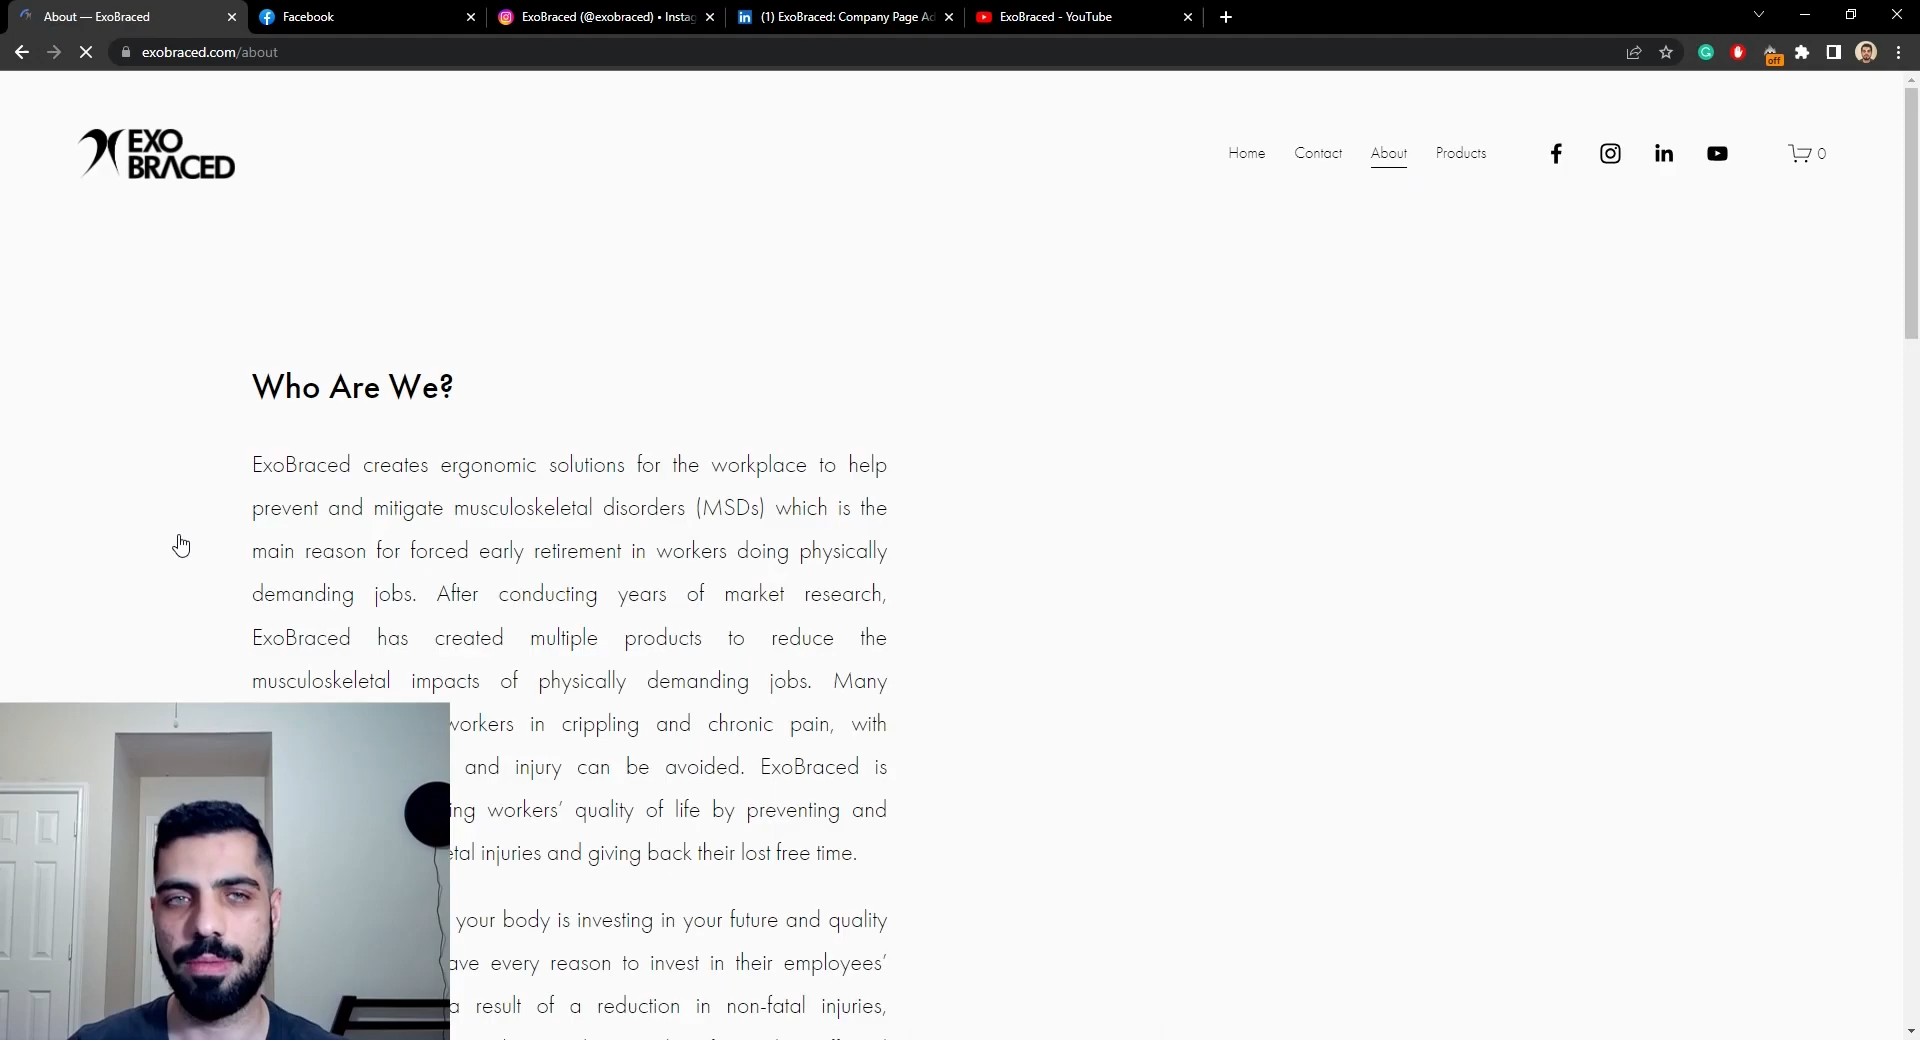 About — ExoBraced
Facebook
ExoBraced (@exobraced) • Instag
(1) ExoBraced: Company Page Ad
ExoBraced - YouTube
exobraced.com/about
off
EXO
BRACED
Home
Contact
About
Products
0
Who Are We?
ExoBraced creates ergonomic solutions for the workplace to help
prevent and mitigate musculoskeletal disorders (MSDs) which is the
main reason for forced early retirement in workers doing physically
demanding jobs. After conducting years of market research,
ExoBraced has created multiple products to reduce the
musculoskeletal impacts of physically demanding jobs. Many
workers in crippling and chronic pain, with
and injury can be avoided. ExoBraced is
ing workers' quality of life by preventing and
etal injuries and giving back their lost free time.
your body is investing in your future and quality
ave every reason to invest in their employees'
a result of a reduction in non-fatal injuries,